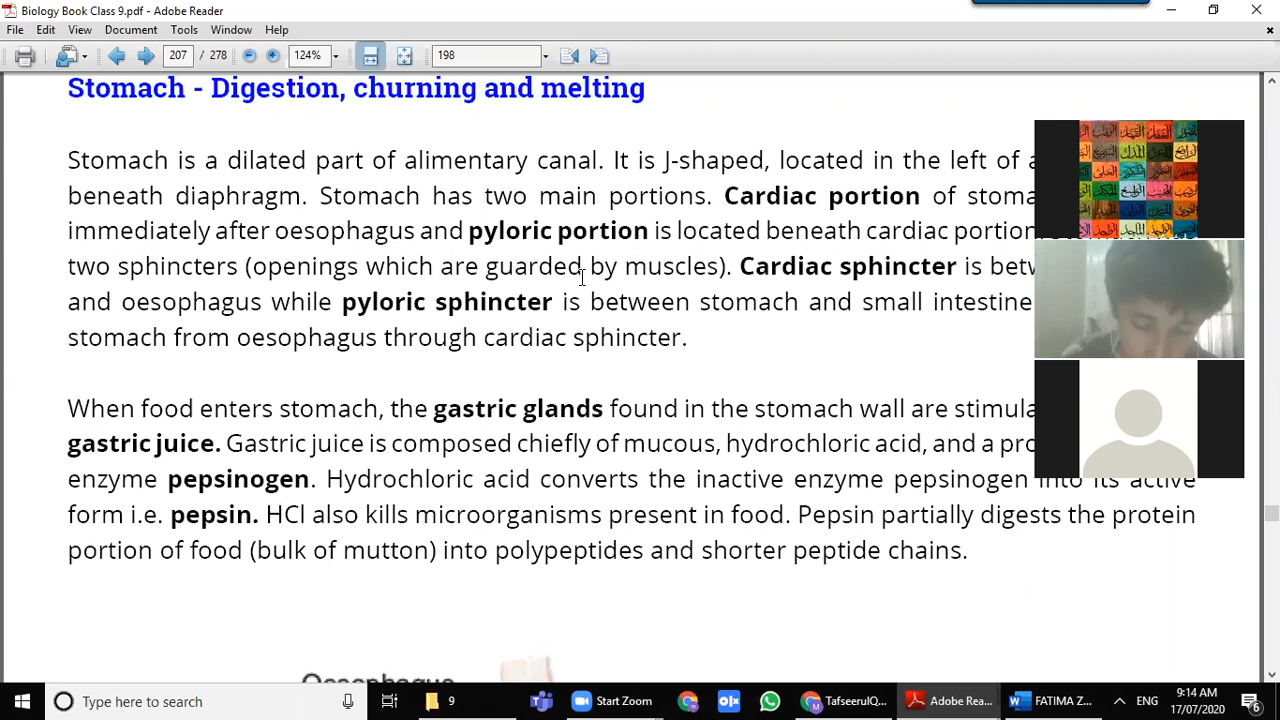 Biology Book Class 9.pdf - Adobe Reader
File Edit View Document Tools Window Help
207 / 278 124% 198
Stomach - Digestion, churning and melting
Stomach is a dilated part of alimentary canal. It is J-shaped, located in the left of
beneath diaphragm. Stomach has two main portions. Cardiac portion of
immediately after oesophagus and pyloric portion is located beneath cardiac portion
two sphincters (openings which are guarded by muscles). Cardiac sphincter is
and oesophagus while pyloric sphincter is between stomach and small intestine
stomach from oesophagus through cardiac sphincter.
When food enters stomach, the gastric glands found in the stomach wall are
gastric juice. Gastric juice is composed chiefly of mucous, hydrochloric acid, and a
enzyme pepsinogen. Hydrochloric acid converts the inactive enzyme pepsinogen into its active
form i.e. pepsin. HCl also kills microorganisms present in food. Pepsin partially digests the protein
portion of food (bulk of mutton) into polypeptides and shorter peptide chains.
Oesophagus
Type here to search 9 Start Zoom TafseerulQ... Adobe Rea... FATIMA Z... ENG 9:14 AM
17/07/2020 6